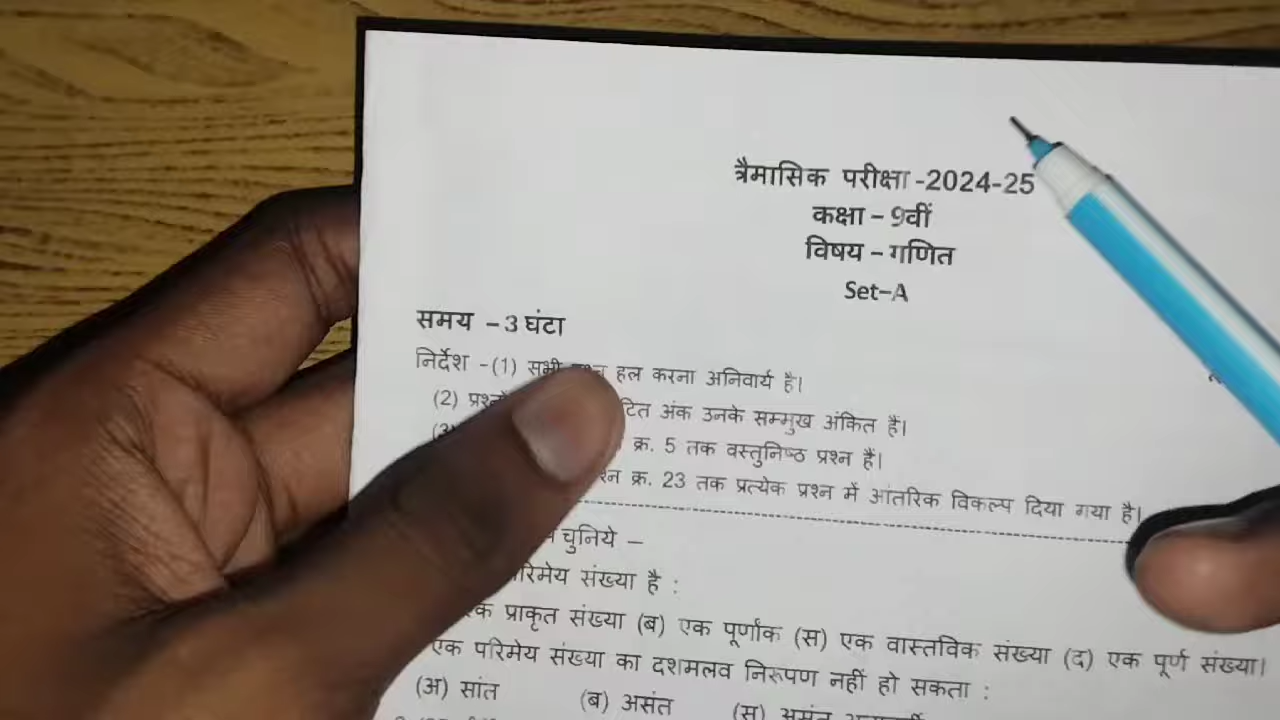 त्रैमासिक परीक्षा -2024-25
कक्षा – 9वीं
विषय – गणित
Set–A
समय – 3 घंटा
निर्देश -(1) सभी हल करना अनिवार्य है।
(2) अंक उनके सम्मुख अंकित हैं।
क्र. 5 तक वस्तुनिष्ठ प्रश्न हैं।
क्र. 23 तक प्रत्येक प्रश्न में आंतरिक विकल्प दिया गया है।
चुनिये –
संख्या है :
प्राकृत संख्या (ब) एक पूर्णांक (स) एक वास्तविक संख्या (द) एक पूर्ण संख्या।
एक परिमेय संख्या का दशमलव निरूपण नहीं हो सकता :
(अ) सांत (ब) असंत (स)